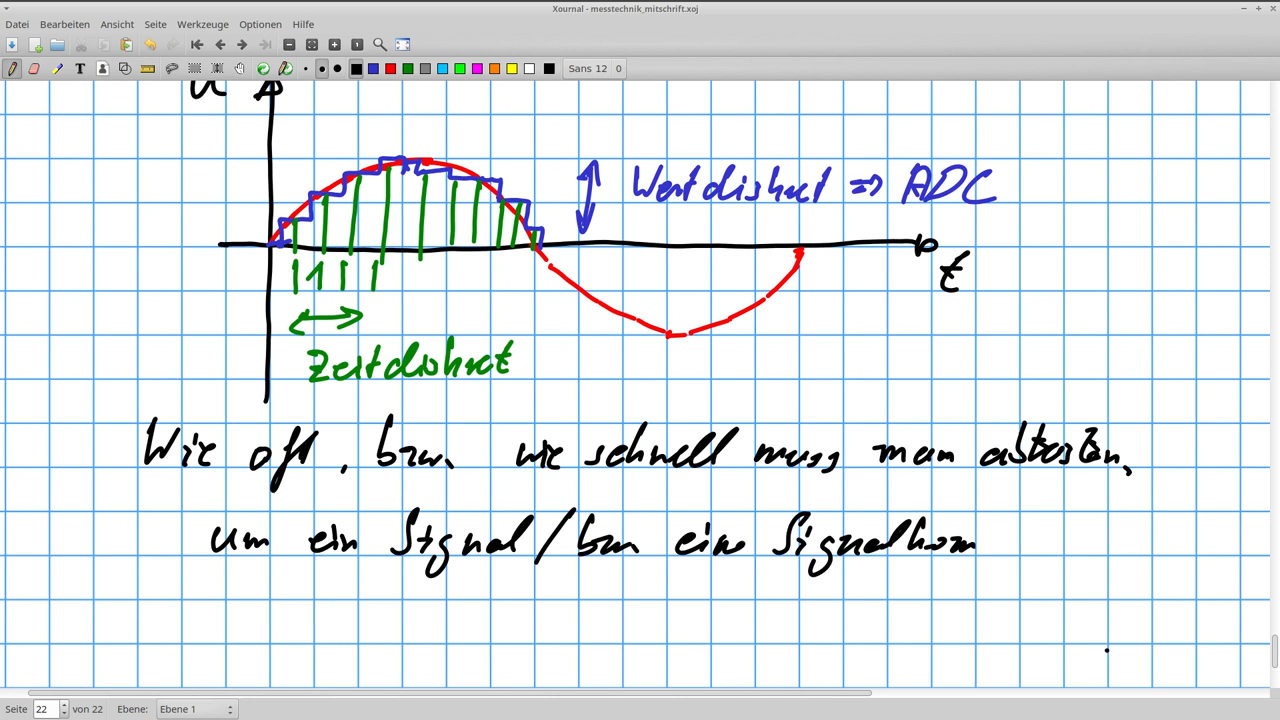 Xournal - messtechnik_mitschrift.xoj
Datei Bearbeiten Ansicht Seite Werkzeuge Optionen Hilfe
T Sans 12 0
u
Wertdiskret => ADC
t
Zeitdiskret
Wie oft, bzw. wie schnell muss man abtasten,
um ein Signal / bzw eine Signalform
Seite 22 von 22 Ebene: Ebene 1